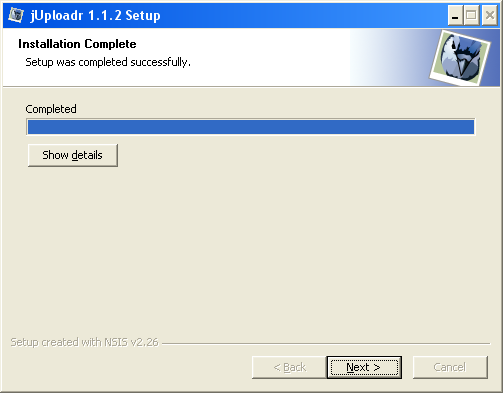 jUploadr 1.1.2 Setup
Installation Complete
Setup was completed successfully.
Completed
Show details
Setup created with NSIS v2.26
< Back
Next >
Cancel